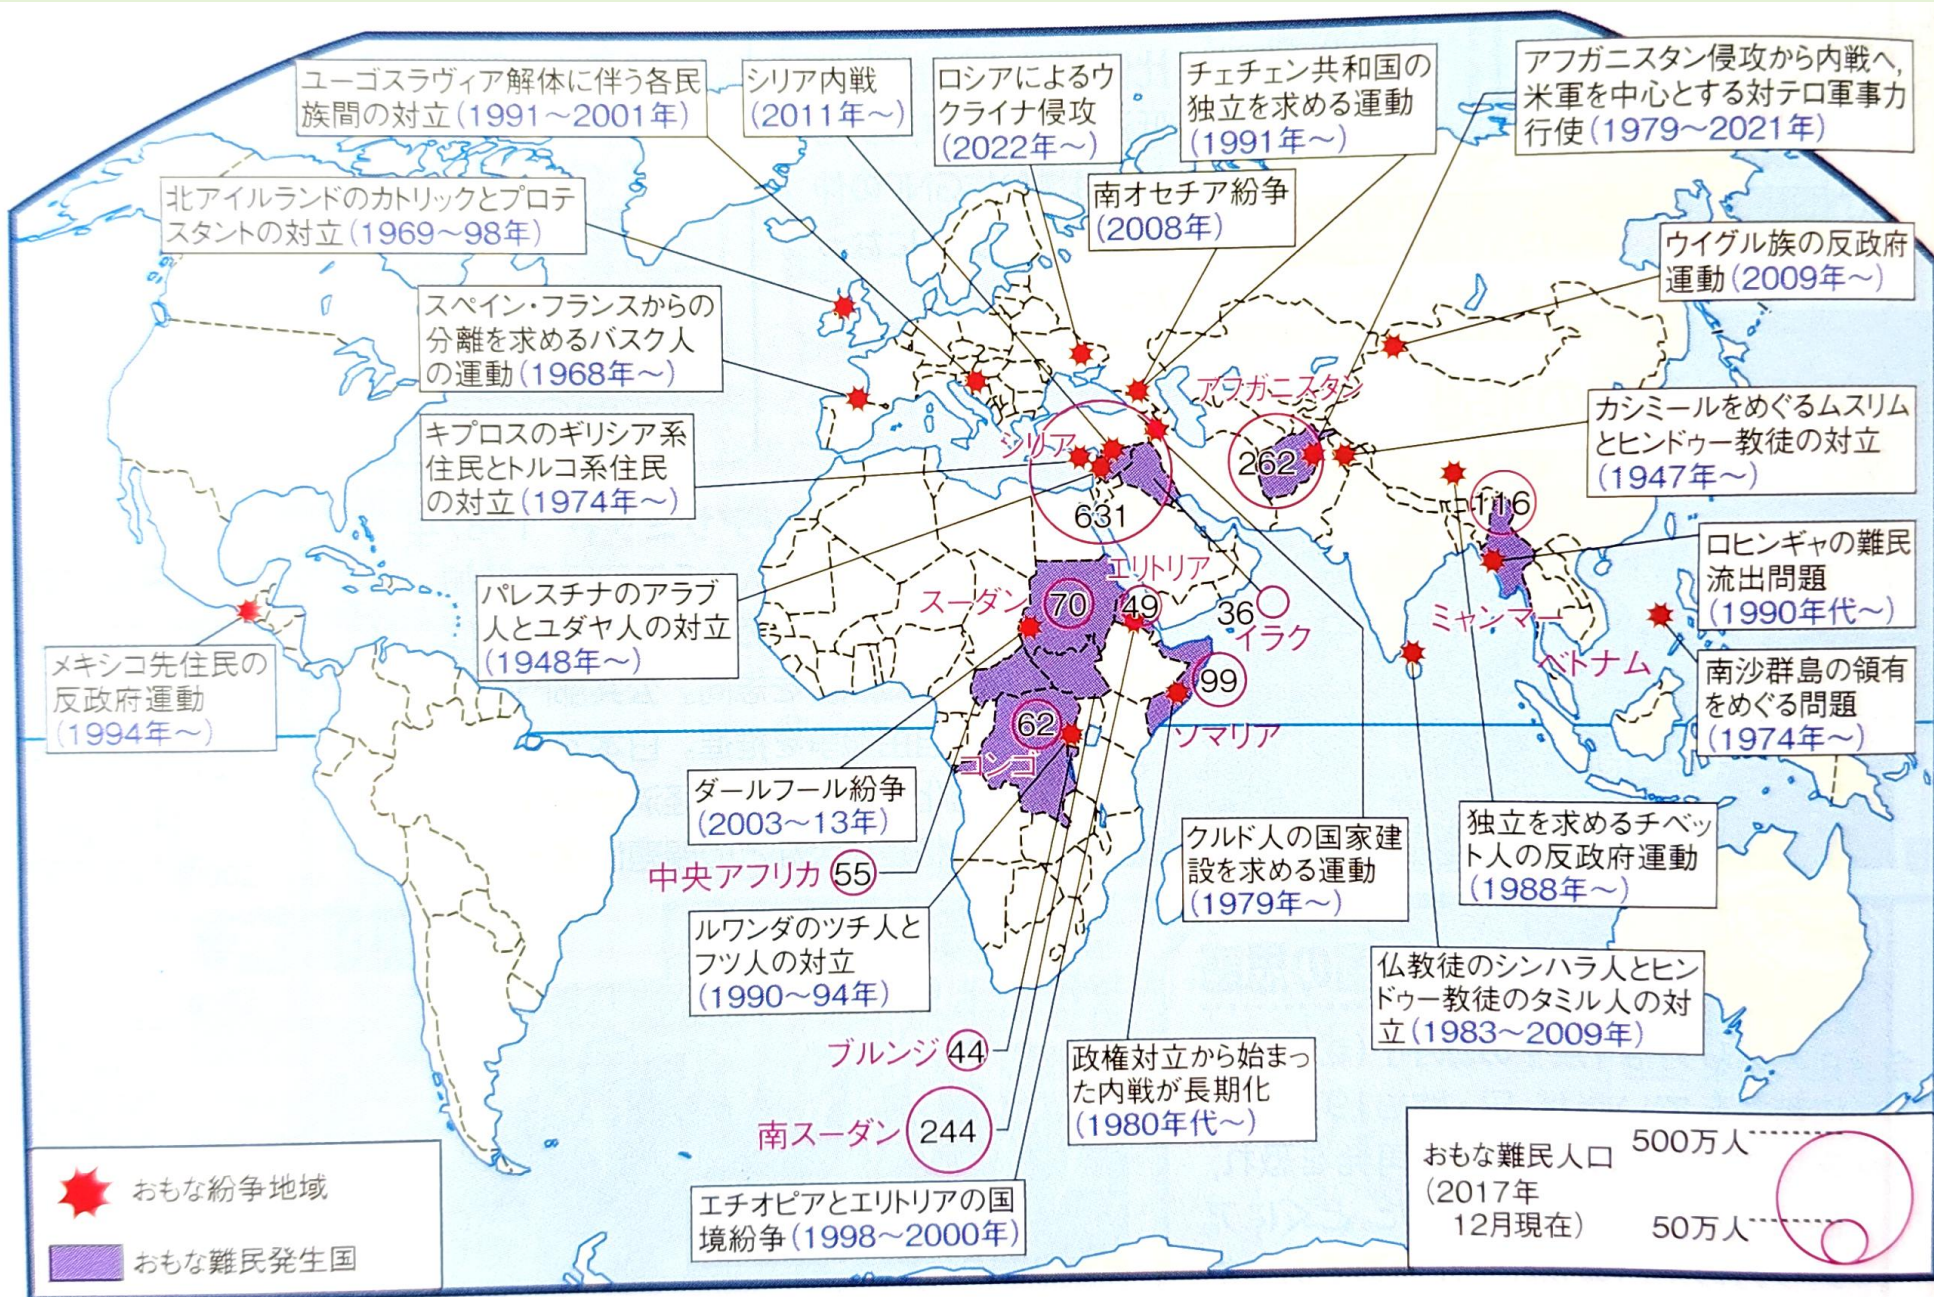 ユーゴスラヴィア解体に伴う各民
族間の対立(1991～2001年)
シリア内戦
(2011年～)
ロシアによるウ
クライナ侵攻
(2022年～)
チェチェン共和国の
独立を求める運動
(1991年～)
アフガニスタン侵攻から内戦へ,
米軍を中心とする対テロ軍事力
行使(1979～2021年)
北アイルランドのカトリックとプロテ
スタントの対立(1969～98年)
南オセチア紛争
(2008年)
ウイグル族の反政府
運動(2009年～)
スペイン・フランスからの
分離を求めるバスク人
の運動(1968年～)
キプロスのギリシア系
住民とトルコ系住民
の対立(1974年～)
シリア
631
アフガニスタン
262
カシミールをめぐるムスリム
とヒンドゥー教徒の対立
(1947年～)
116
ロヒンギャの難民
流出問題
(1990年代～)
パレスチナのアラブ
人とユダヤ人の対立
(1948年～)
スーダン
70
エリトリア
49
36
イラク
99
ソマリア
ミャンマー
ベトナム
南沙群島の領有
をめぐる問題
(1974年～)
メキシコ先住民の
反政府運動
(1994年～)
62
コンゴ
ダールフール紛争
(2003～13年)
中央アフリカ 55
クルド人の国家建
設を求める運動
(1979年～)
独立を求めるチベッ
ト人の反政府運動
(1988年～)
ルワンダのツチ人と
フツ人の対立
(1990～94年)
仏教徒のシンハラ人とヒン
ドゥー教徒のタミル人の対
立(1983～2009年)
ブルンジ 44
政権対立から始まっ
た内戦が長期化
(1980年代～)
南スーダン 244
エチオピアとエリトリアの国
境紛争(1998～2000年)
おもな紛争地域
おもな難民発生国
おもな難民人口
(2017年
12月現在)
500万人
50万人